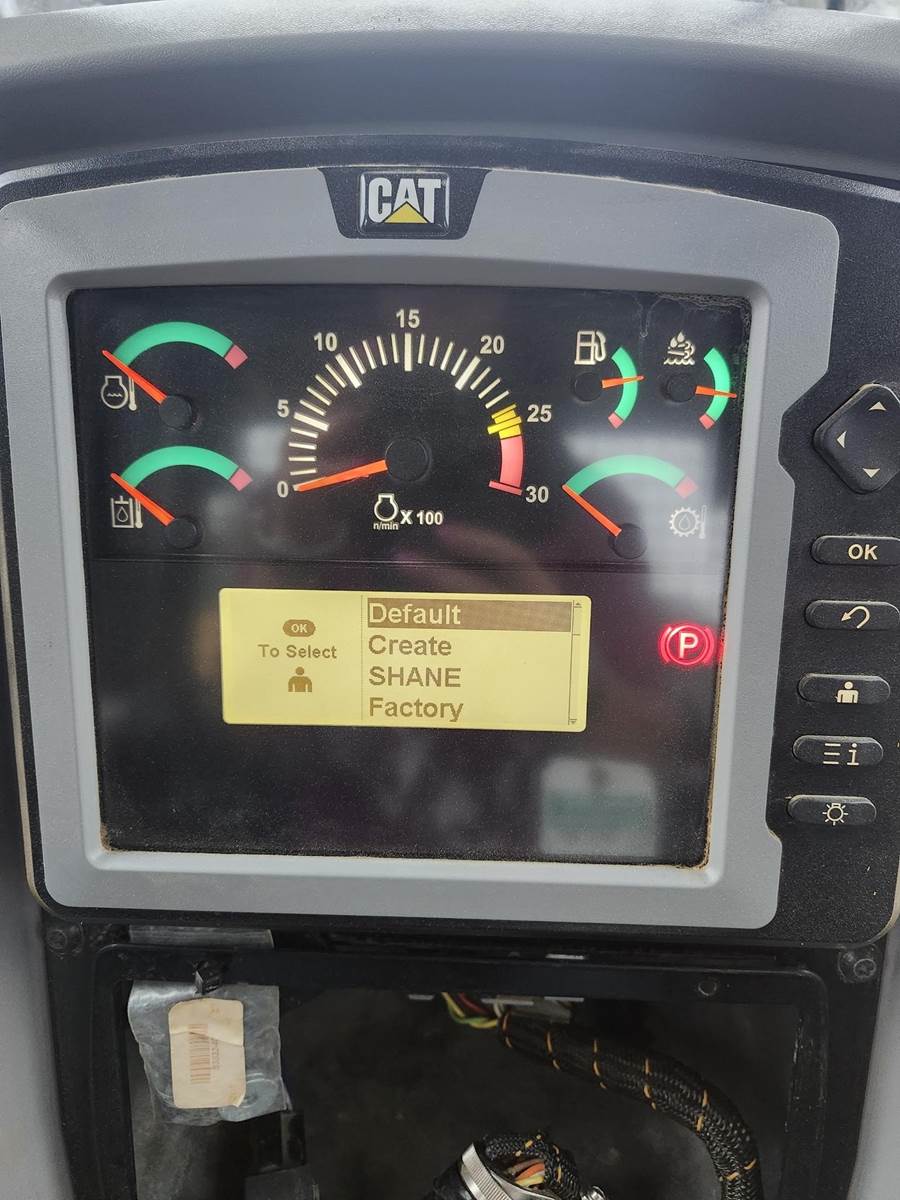 CAT
15
10
20
5
25
0
30
n/min X 100
OK
OK
To Select
Default
Create
SHANE
Factory
P
i